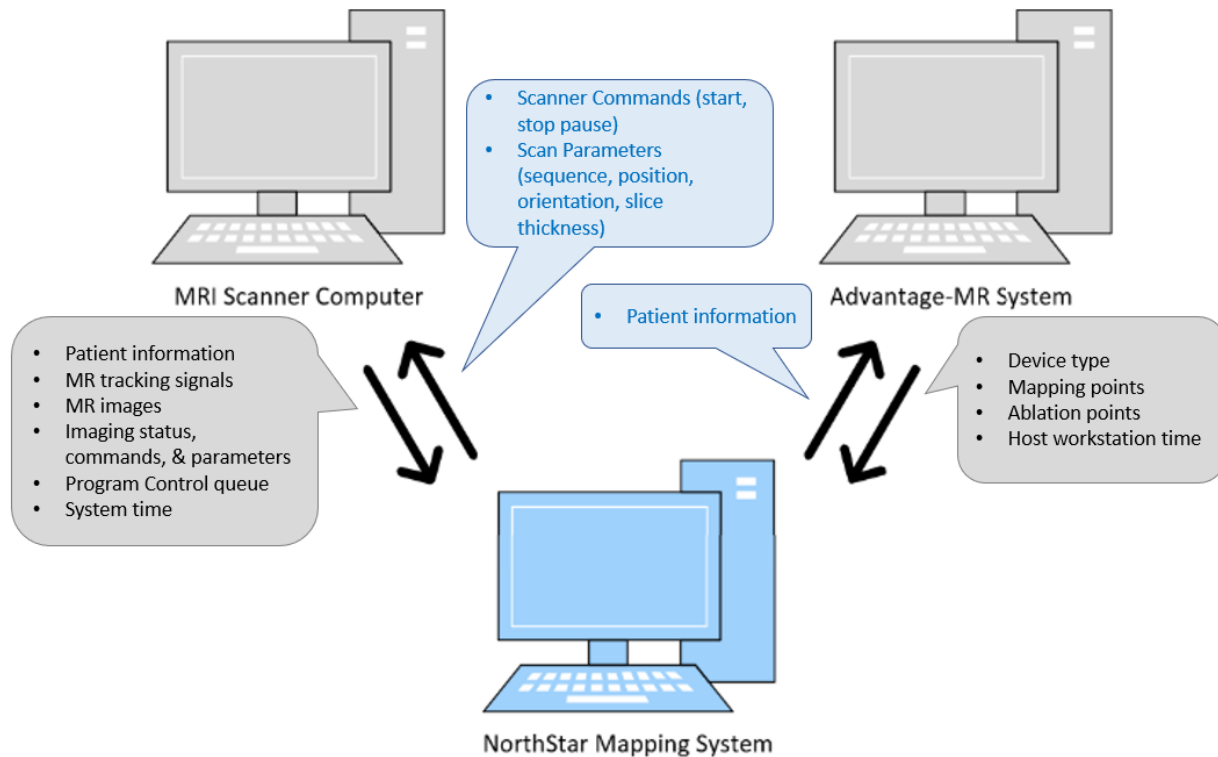 • Scanner Commands (start,
stop pause)
• Scan Parameters
(sequence, position,
orientation, slice
thickness)
MRI Scanner Computer
Advantage-MR System
• Patient information
• Patient information
• MR tracking signals
• MR images
• Imaging status,
commands, & parameters
• Program Control queue
• System time
• Device type
• Mapping points
• Ablation points
• Host workstation time
NorthStar Mapping System